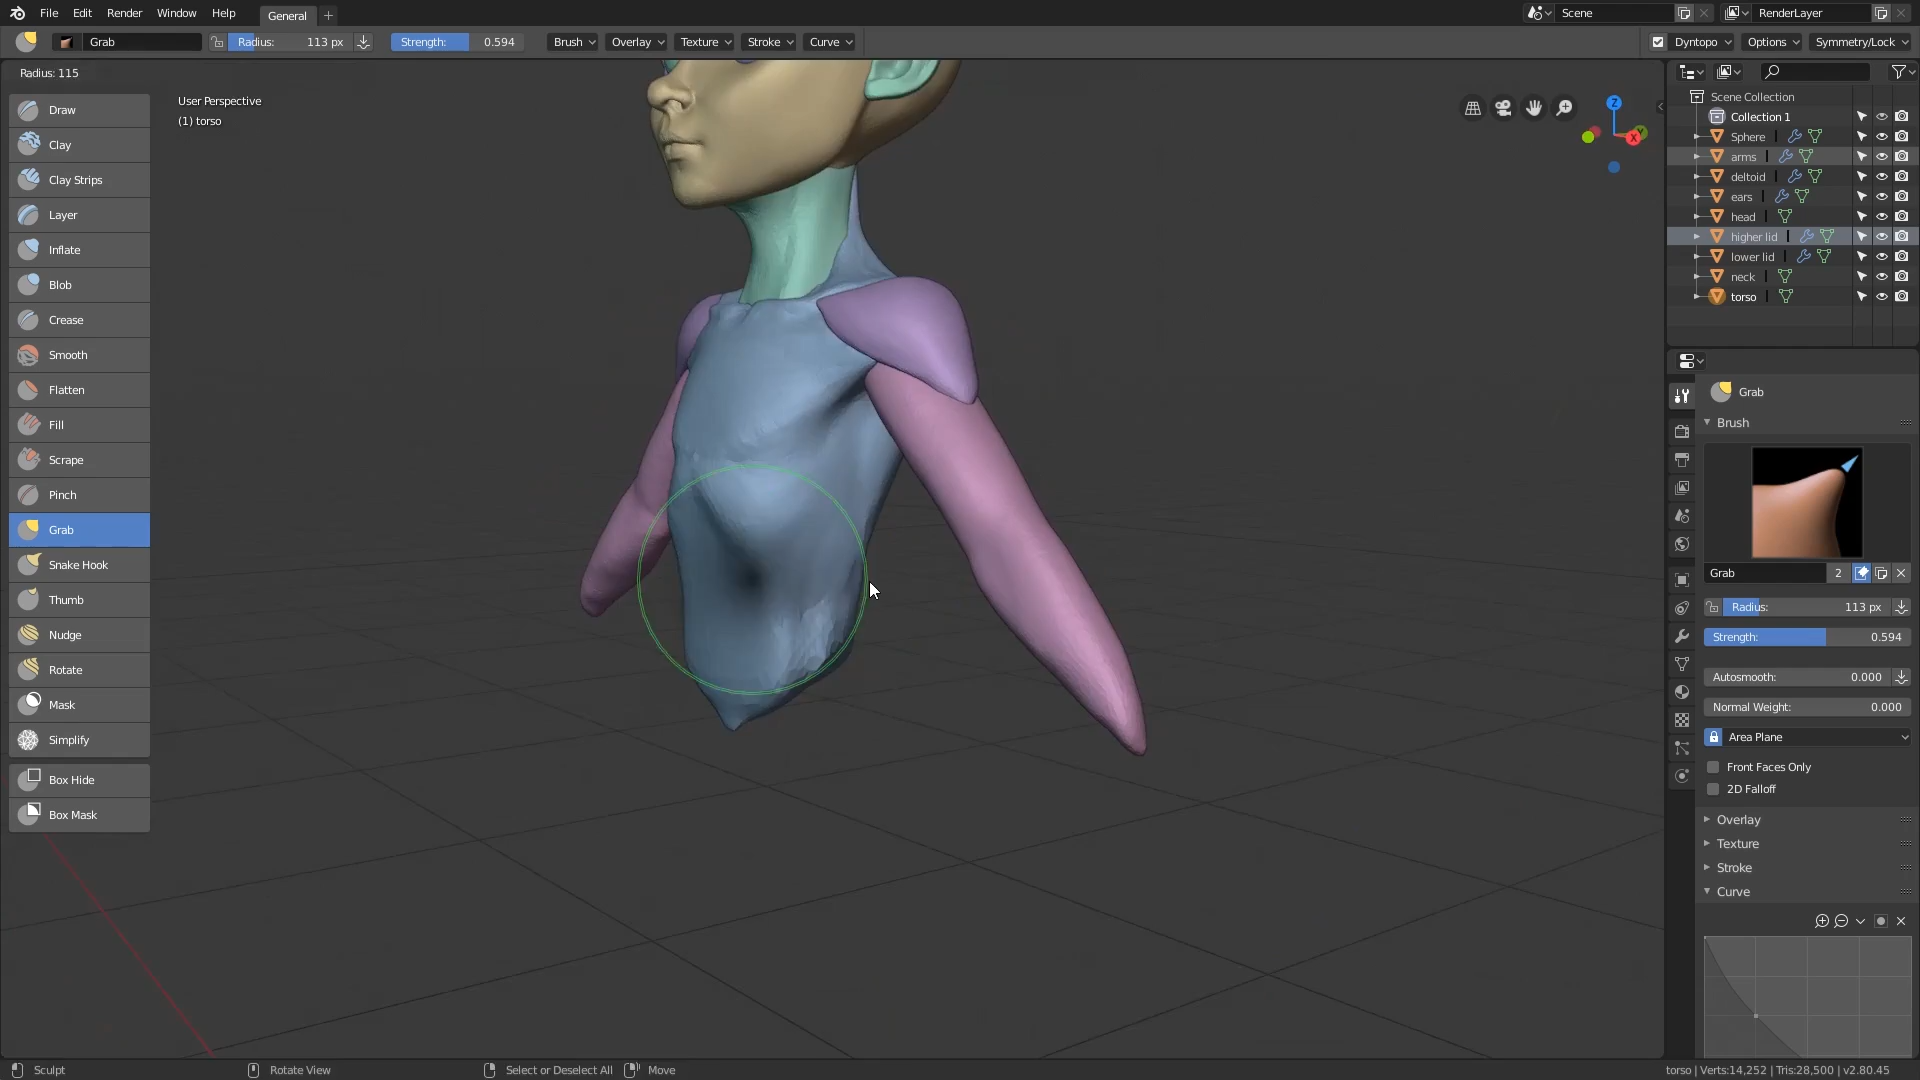 File Edit Render Window Help General + Scene RenderLayer
Grab Radius: 113 px Strength: 0.594 Brush Overlay Texture Stroke Curve Dyntopo Options Symmetry/Lock
Radius: 115
User Perspective
(1) torso
Draw
Clay
Clay Strips
Layer
Inflate
Blob
Crease
Smooth
Flatten
Fill
Scrape
Pinch
Grab
Snake Hook
Thumb
Nudge
Rotate
Mask
Simplify
Box Hide
Box Mask
Z
Y
X
Scene Collection
Collection 1
Sphere
arms
deltoid
ears
head
higher lid
lower lid
neck
torso
Grab
Brush
Grab 2
Radius: 113 px
Strength: 0.594
Autosmooth: 0.000
Normal Weight: 0.000
Area Plane
Front Faces Only
2D Falloff
Overlay
Texture
Stroke
Curve
Sculpt Rotate View Select or Deselect All Move torso | Verts:14,252 | Tris:28,500 | v2.80.45